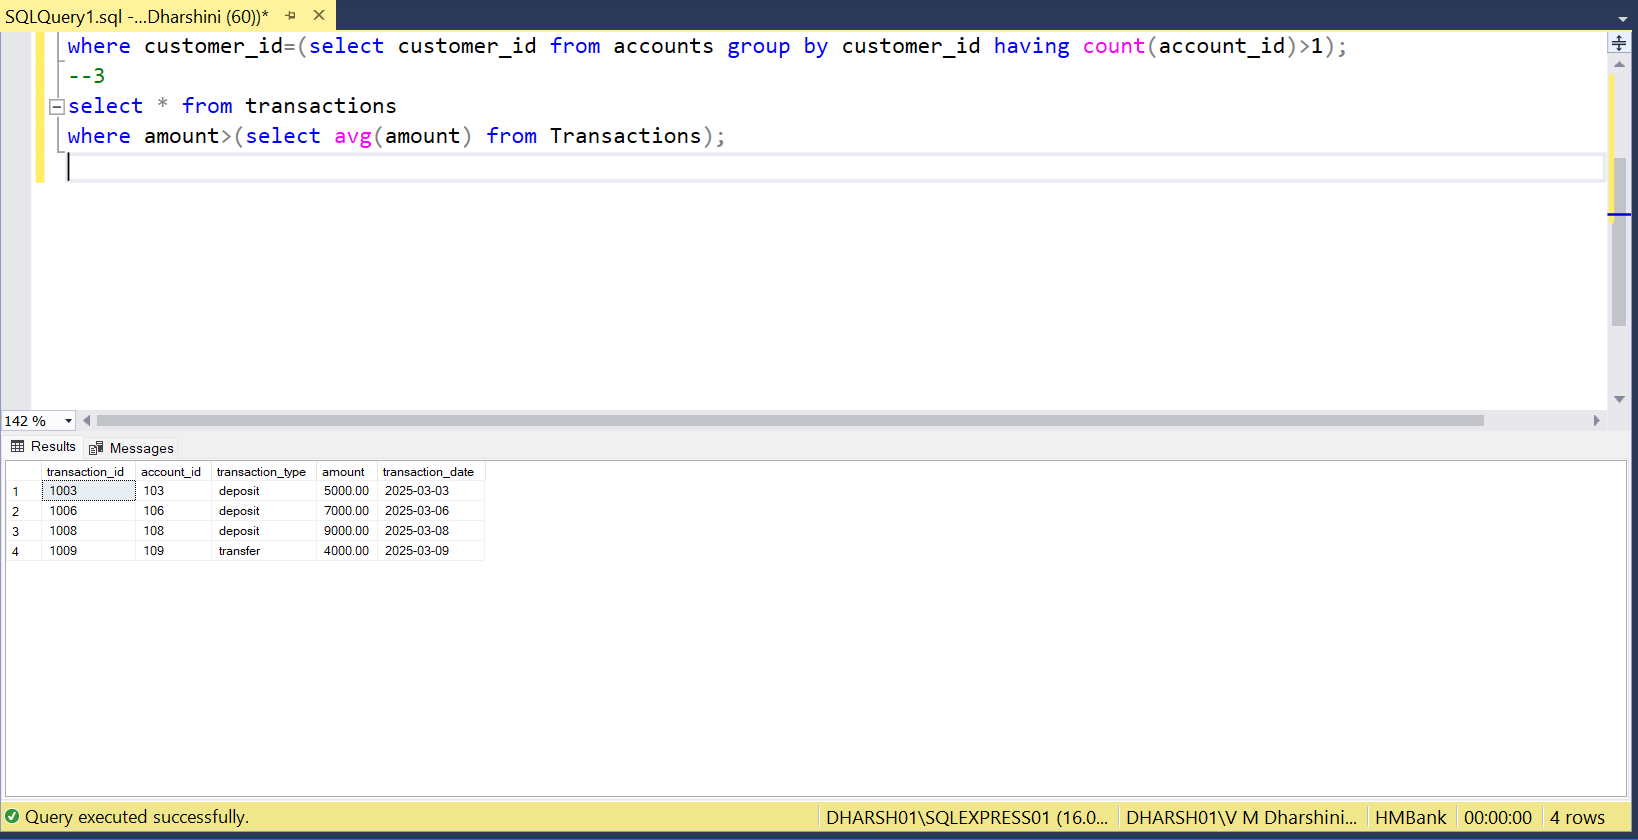 SQLQuery1.sql -...Dharshini (60))*
where customer_id=(select customer_id from accounts group by customer_id having count(account_id)>1);
--3
select * from transactions
where amount>(select avg(amount) from Transactions);
142 %
Results Messages
transaction_id account_id transaction_type amount transaction_date
1 1003 103 deposit 5000.00 2025-03-03
2 1006 106 deposit 7000.00 2025-03-06
3 1008 108 deposit 9000.00 2025-03-08
4 1009 109 transfer 4000.00 2025-03-09
Query executed successfully. DHARSH01\SQLEXPRESS01 (16.0... DHARSH01\V M Dharshini... HMBank 00:00:00 4 rows